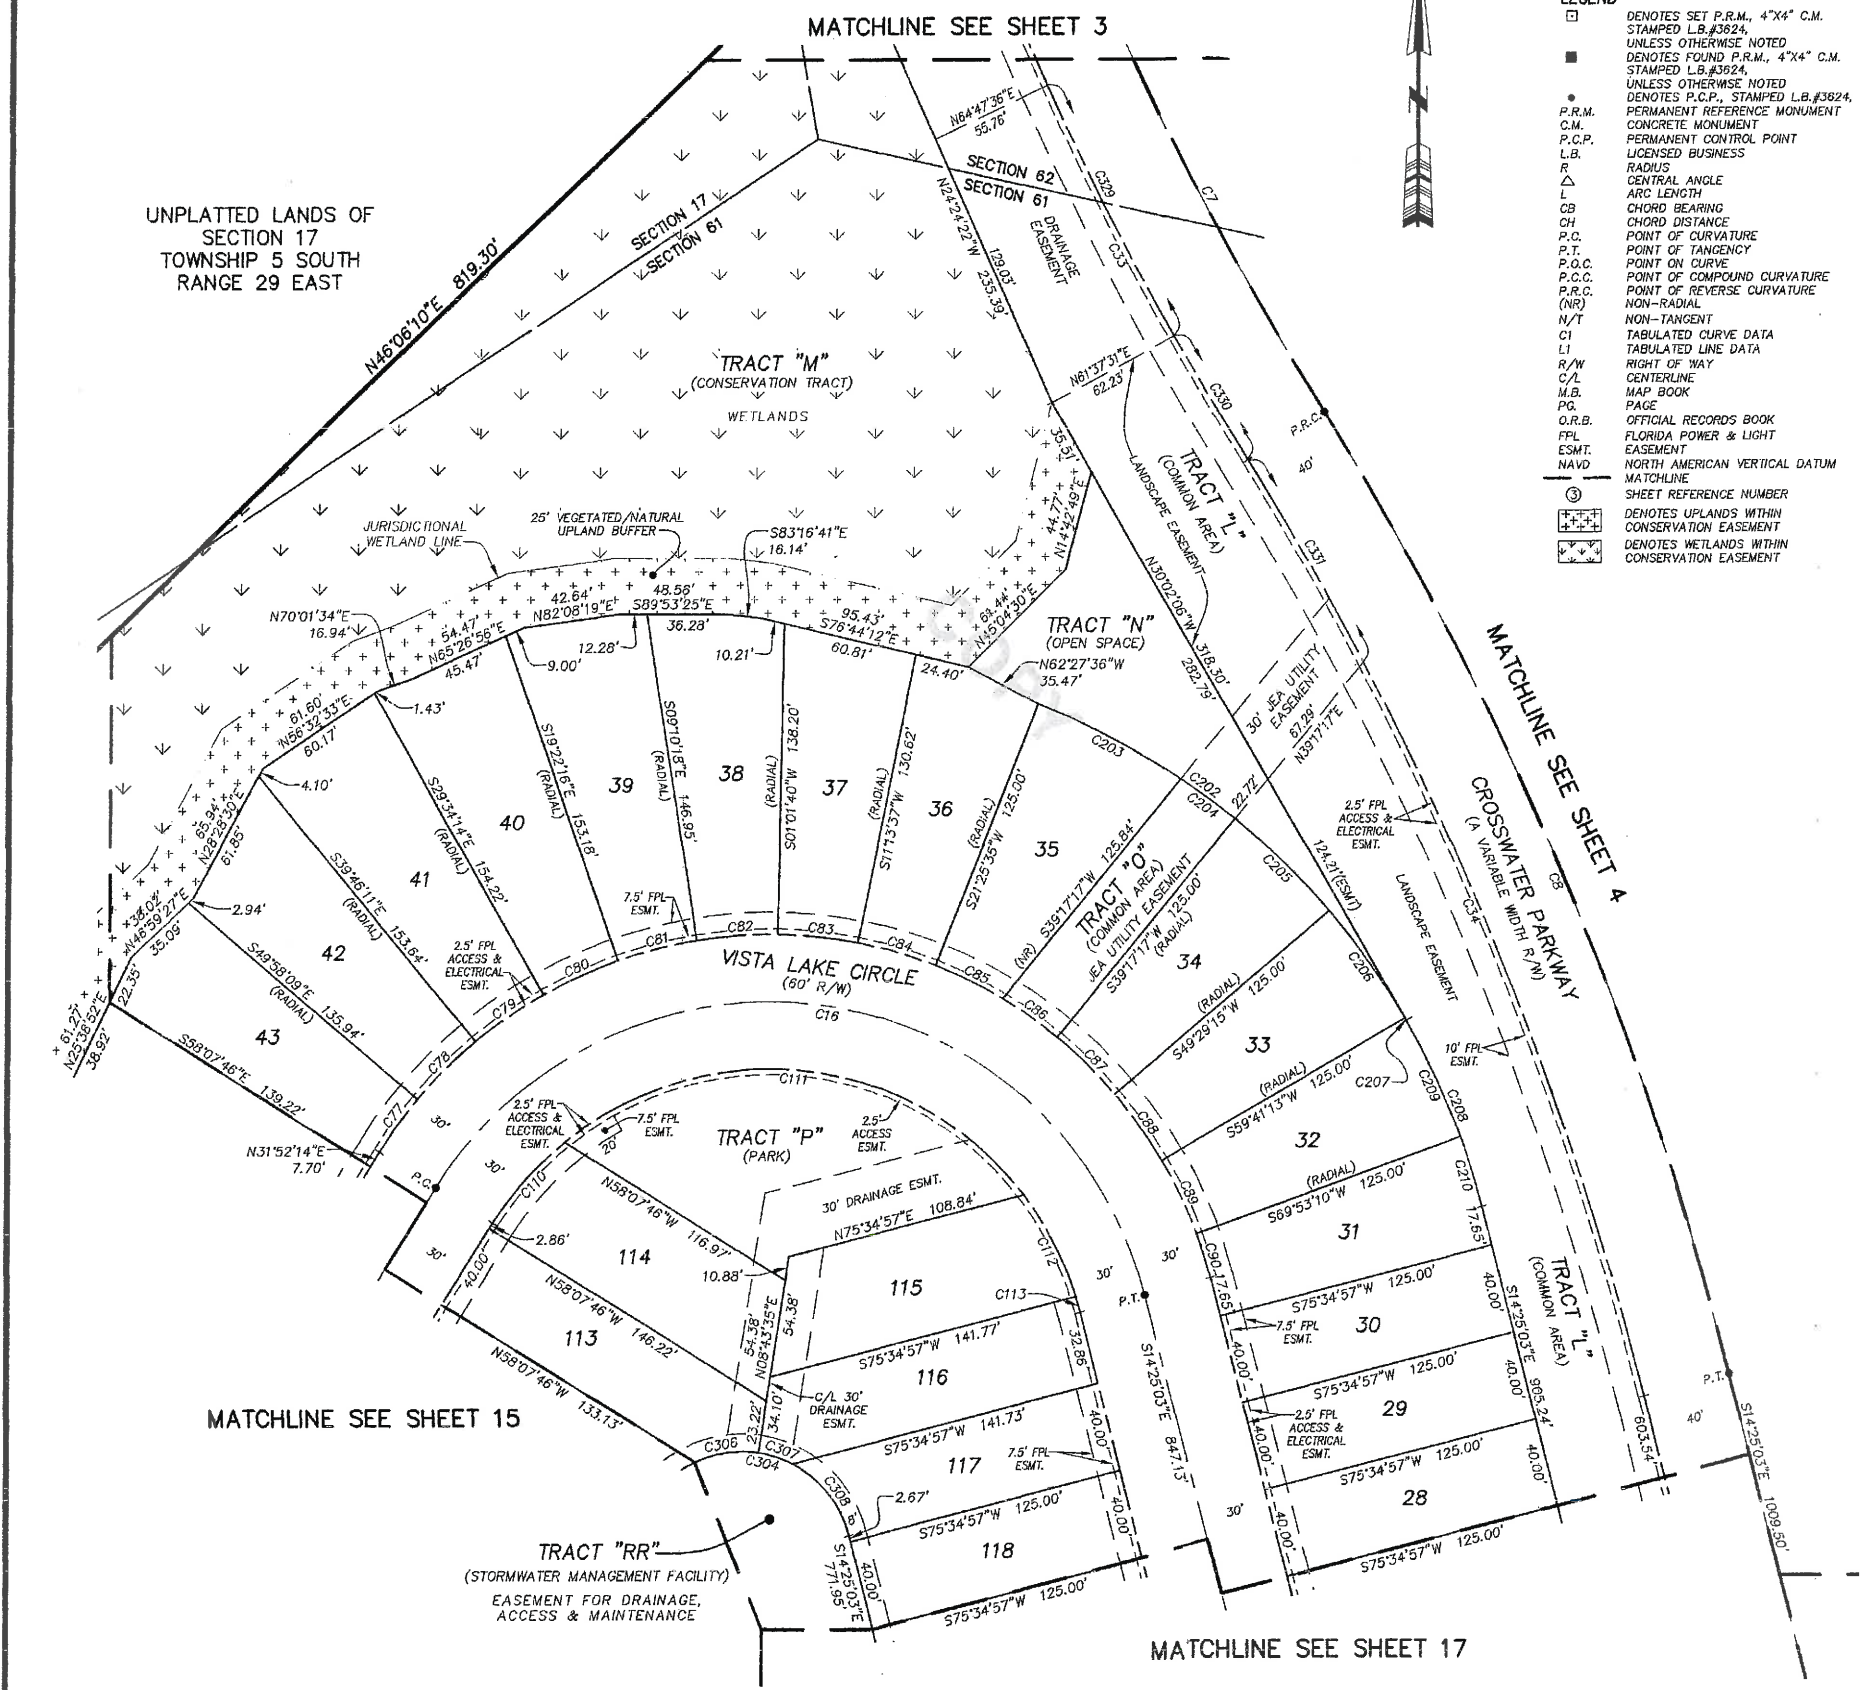 MATCHLINE SEE SHEET 3
LEGEND
DENOTES SET P.R.M., 4"X4" C.M.
STAMPED L.B.#3624,
UNLESS OTHERWISE NOTED
DENOTES FOUND P.R.M., 4"X4" C.M.
STAMPED L.B.#3624,
UNLESS OTHERWISE NOTED
DENOTES P.C.P., STAMPED L.B.#3624,
P.R.M. PERMANENT REFERENCE MONUMENT
C.M. CONCRETE MONUMENT
P.C.P. PERMANENT CONTROL POINT
L.B. LICENSED BUSINESS
R RADIUS
△ CENTRAL ANGLE
L ARC LENGTH
CB CHORD BEARING
CH CHORD DISTANCE
P.C. POINT OF CURVATURE
P.T. POINT OF TANGENCY
P.O.C. POINT ON CURVE
P.C.C. POINT OF COMPOUND CURVATURE
P.R.C. POINT OF REVERSE CURVATURE
(NR) NON-RADIAL
N/T NON-TANGENT
C1 TABULATED CURVE DATA
L1 TABULATED LINE DATA
R/W RIGHT OF WAY
C/L CENTERLINE
M.B. MAP BOOK
PG. PAGE
O.R.B. OFFICIAL RECORDS BOOK
FPL FLORIDA POWER & LIGHT
ESMT. EASEMENT
NAVD NORTH AMERICAN VERTICAL DATUM
MATCHLINE
3 SHEET REFERENCE NUMBER
DENOTES UPLANDS WITHIN
CONSERVATION EASEMENT
DENOTES WETLANDS WITHIN
CONSERVATION EASEMENT
N
UNPLATTED LANDS OF
SECTION 17
TOWNSHIP 5 SOUTH
RANGE 29 EAST
N46°06'10"E 819.30'
SECTION 17
SECTION 61
SECTION 62
SECTION 61
N64°47'36"E
55.76'
C329
C33
C7
DRAINAGE
EASEMENT
N24°24'22"W
129.03'
235.39'
TRACT "M"
(CONSERVATION TRACT)
WETLANDS
N61°37'31"E
62.23'
C330
P.R.C.
40'
35.51'
44.77'
N14°42'49"E
LANDSCAPE EASEMENT
TRACT "L"
(COMMON AREA)
C331
JURISDICTIONAL
WETLAND LINE
25' VEGETATED/NATURAL
UPLAND BUFFER
S83°16'41"E
16.14'
N30°02'06"W
318.30'
282.79'
N70°01'34"E
16.94'
54.47'
N65°26'56"E
45.47'
42.64'
N82°08'19"E
48.56'
S89°53'25"E
36.28'
12.28'
9.00'
10.21'
95.43'
S76°44'12"E
60.81'
24.40'
N45°04'30"E
TRACT "N"
(OPEN SPACE)
N62°27'36"W
35.47'
COPY
30' JEA UTILITY
EASEMENT
67.29'
N39°17'17"E
61.60'
N56°32'33"E
60.17'
1.43'
4.10'
65.94'
N28°28'30"E
61.85'
2.94'
38.02'
N46°59'27"E
35.09'
22.35'
61.27'
N25°38'52"E
38.92'
S58°07'46"E 139.22'
N31°52'14"E
7.70'
43
S49°58'09"E 135.94'
(RADIAL)
42
S39°46'11"E 153.64'
(RADIAL)
41
S29°34'14"E 154.22'
(RADIAL)
40
S19°22'16"E 153.18'
(RADIAL)
39
S09°10'18"E 146.95'
(RADIAL)
38
S01°01'40"W 138.20'
(RADIAL)
37
S11°13'37"W 130.62'
(RADIAL)
36
S21°25'35"W 125.00'
(RADIAL)
35
C203
C202
C204
22.72'
(NR) S39°17'17"W 125.84'
TRACT "O"
(COMMON AREA)
JEA UTILITY EASEMENT
S39°17'17"W 125.00'
(RADIAL)
34
C205
124.21'(ESMT)
C206
(RADIAL)
S49°29'15"W 125.00'
33
(RADIAL)
S59°41'13"W 125.00'
32
C207
C209
C208
(RADIAL)
S69°53'10"W 125.00'
31
C210
17.65'
2.5' FPL
ACCESS &
ELECTRICAL
ESMT.
LANDSCAPE EASEMENT
C34
CROSSWATER PARKWAY
(A VARIABLE WIDTH R/W)
C8
MATCHLINE SEE SHEET 4
10' FPL
ESMT.
7.5' FPL
ESMT.
2.5' FPL
ACCESS &
ELECTRICAL
ESMT.
C77
C78
C79
C80
C81
C82
C83
C84
C85
C86
C87
C88
C89
C90
17.65'
VISTA LAKE CIRCLE
(60' R/W)
C16
C111
30'
P.C.
30'
30'
2.5' FPL
ACCESS &
ELECTRICAL
ESMT.
7.5' FPL
ESMT.
20'
C110
TRACT "P"
(PARK)
2.5'
ACCESS
ESMT.
30' DRAINAGE ESMT.
N75°34'57"E 108.84'
C112
C113
30'
30'
P.T.
2.86'
40.00'
N58°07'46"W 116.97'
114
N58°07'46"W 146.22'
113
N58°07'46"W 133.13'
10.88'
54.38'
N08°43'35"E
54.38'
115
S75°34'57"W 141.77'
32.86'
116
C/L 30'
DRAINAGE
ESMT.
23.22'
34.10'
S75°34'57"W 141.73'
40.00'
117
7.5' FPL
ESMT.
C306
C307
C304
C308
8'
2.67'
S75°34'57"W 125.00'
118
40.00'
S14°25'03"E
771.95'
40.00'
S75°34'57"W 125.00'
S14°25'03"E 847.13'
30'
S75°34'57"W 125.00'
7.5' FPL
ESMT.
30
40.00'
40.00'
S75°34'57"W 125.00'
29
2.5' FPL
ACCESS &
ELECTRICAL
ESMT.
40.00'
S14°25'03"E 905.24'
40.00'
S75°34'57"W 125.00'
28
40.00'
40.00'
S75°34'57"W 125.00'
TRACT "L"
(COMMON AREA)
603.54'
P.T.
40'
S14°25'03"E 1009.50'
MATCHLINE SEE SHEET 15
TRACT "RR"
(STORMWATER MANAGEMENT FACILITY)
EASEMENT FOR DRAINAGE,
ACCESS & MAINTENANCE
MATCHLINE SEE SHEET 17